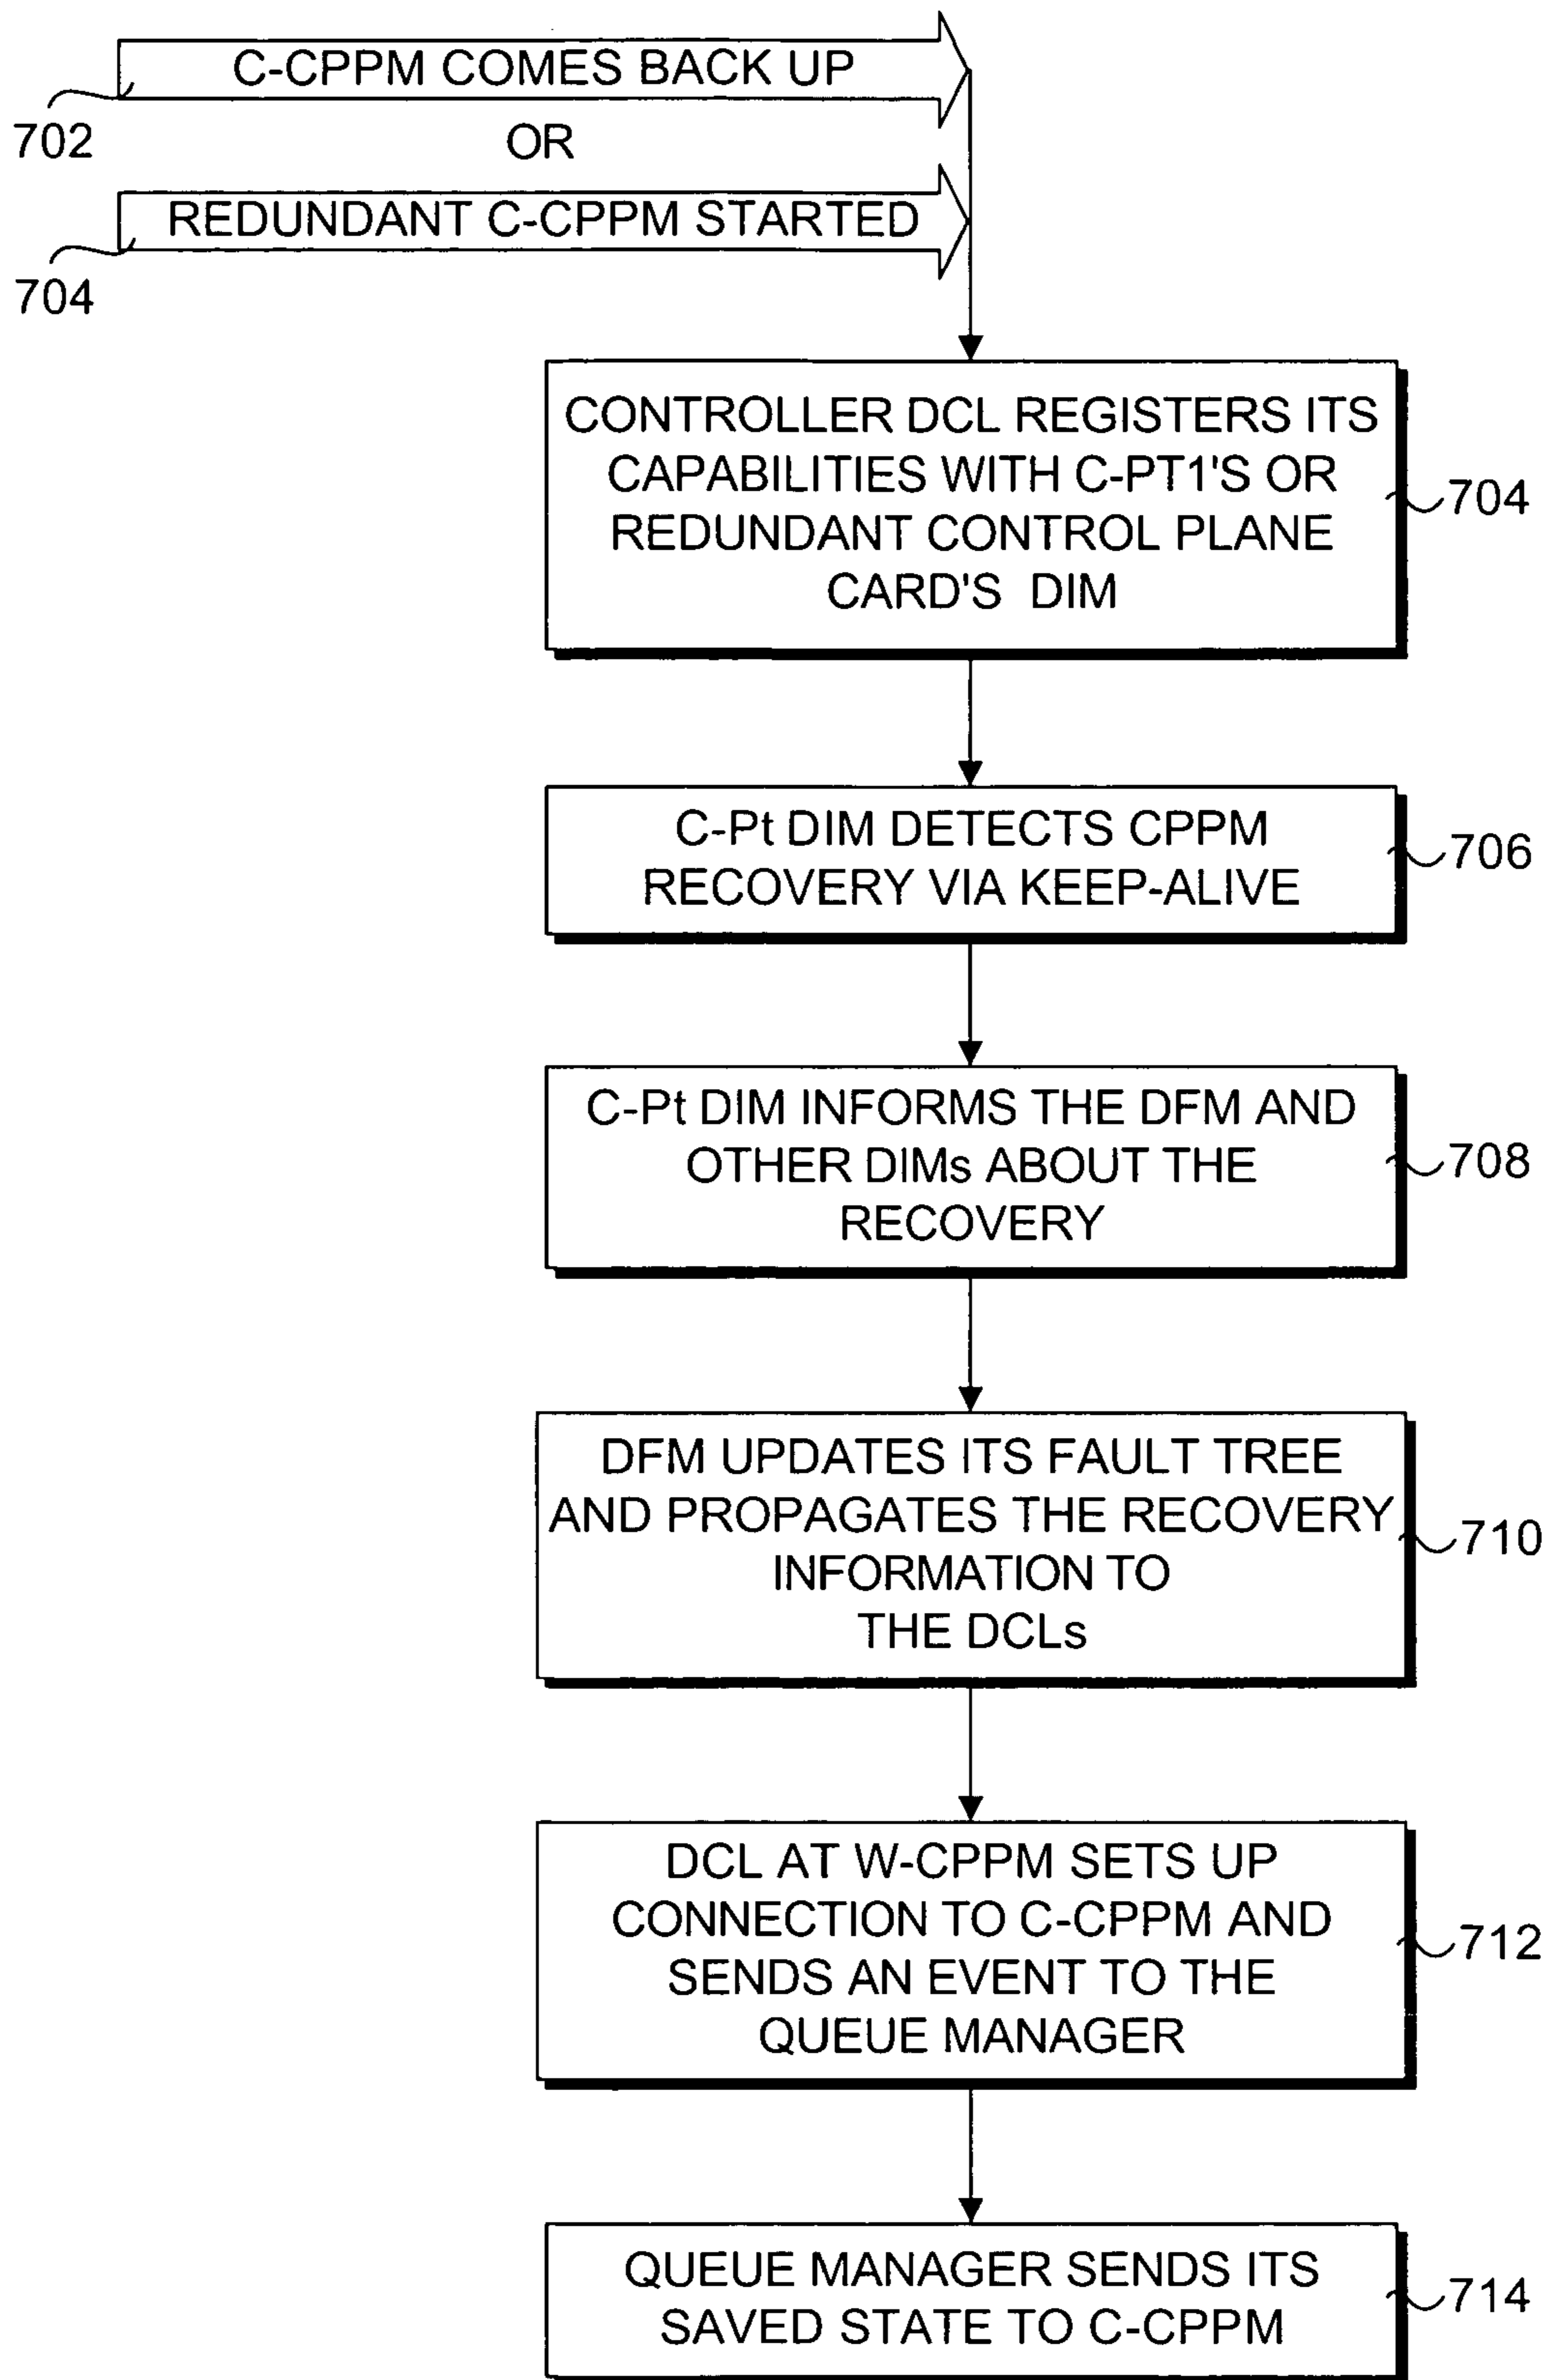 C-CPPM COMES BACK UP
702
OR
REDUNDANT C-CPPM STARTED
704
CONTROLLER DCL REGISTERS ITS
CAPABILITIES WITH C-PT1'S OR
REDUNDANT CONTROL PLANE
CARD'S DIM
704
C-Pt DIM DETECTS CPPM
RECOVERY VIA KEEP-ALIVE
706
C-Pt DIM INFORMS THE DFM AND
OTHER DIMs ABOUT THE
RECOVERY
708
DFM UPDATES ITS FAULT TREE
AND PROPAGATES THE RECOVERY
INFORMATION TO
THE DCLs
710
DCL AT W-CPPM SETS UP
CONNECTION TO C-CPPM AND
SENDS AN EVENT TO THE
QUEUE MANAGER
712
QUEUE MANAGER SENDS ITS
SAVED STATE TO C-CPPM
714